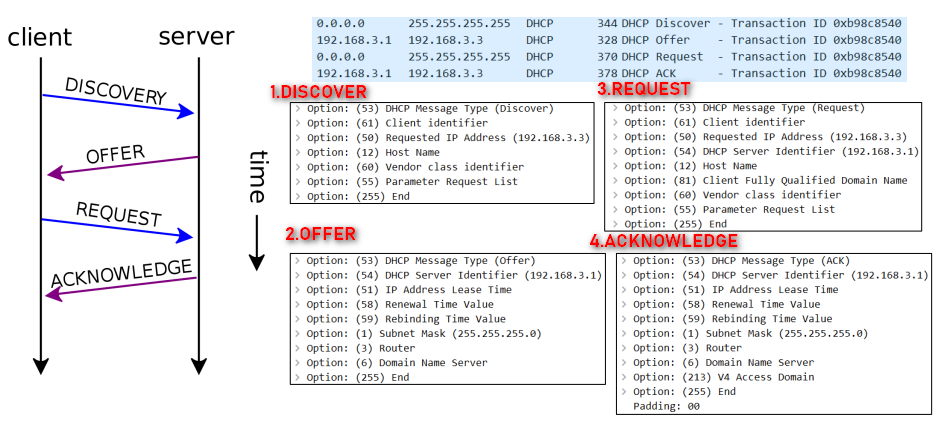 client server
DISCOVERY
OFFER
REQUEST
ACKNOWLEDGE
time
0.0.0.0 255.255.255.255 DHCP 344 DHCP Discover - Transaction ID 0xb98c8540
192.168.3.1 192.168.3.3 DHCP 328 DHCP Offer - Transaction ID 0xb98c8540
0.0.0.0 255.255.255.255 DHCP 370 DHCP Request - Transaction ID 0xb98c8540
192.168.3.1 192.168.3.3 DHCP 378 DHCP ACK - Transaction ID 0xb98c8540
1.DISCOVER
> Option: (53) DHCP Message Type (Discover)
> Option: (61) Client identifier
> Option: (50) Requested IP Address (192.168.3.3)
> Option: (12) Host Name
> Option: (60) Vendor class identifier
> Option: (55) Parameter Request List
> Option: (255) End
2.OFFER
> Option: (53) DHCP Message Type (Offer)
> Option: (54) DHCP Server Identifier (192.168.3.1)
> Option: (51) IP Address Lease Time
> Option: (58) Renewal Time Value
> Option: (59) Rebinding Time Value
> Option: (1) Subnet Mask (255.255.255.0)
> Option: (3) Router
> Option: (6) Domain Name Server
> Option: (255) End
3.REQUEST
> Option: (53) DHCP Message Type (Request)
> Option: (61) Client identifier
> Option: (50) Requested IP Address (192.168.3.3)
> Option: (54) DHCP Server Identifier (192.168.3.1)
> Option: (12) Host Name
> Option: (81) Client Fully Qualified Domain Name
> Option: (60) Vendor class identifier
> Option: (55) Parameter Request List
> Option: (255) End
4.ACKNOWLEDGE
> Option: (53) DHCP Message Type (ACK)
> Option: (54) DHCP Server Identifier (192.168.3.1)
> Option: (51) IP Address Lease Time
> Option: (58) Renewal Time Value
> Option: (59) Rebinding Time Value
> Option: (1) Subnet Mask (255.255.255.0)
> Option: (3) Router
> Option: (6) Domain Name Server
> Option: (213) V4 Access Domain
> Option: (255) End
Padding: 00